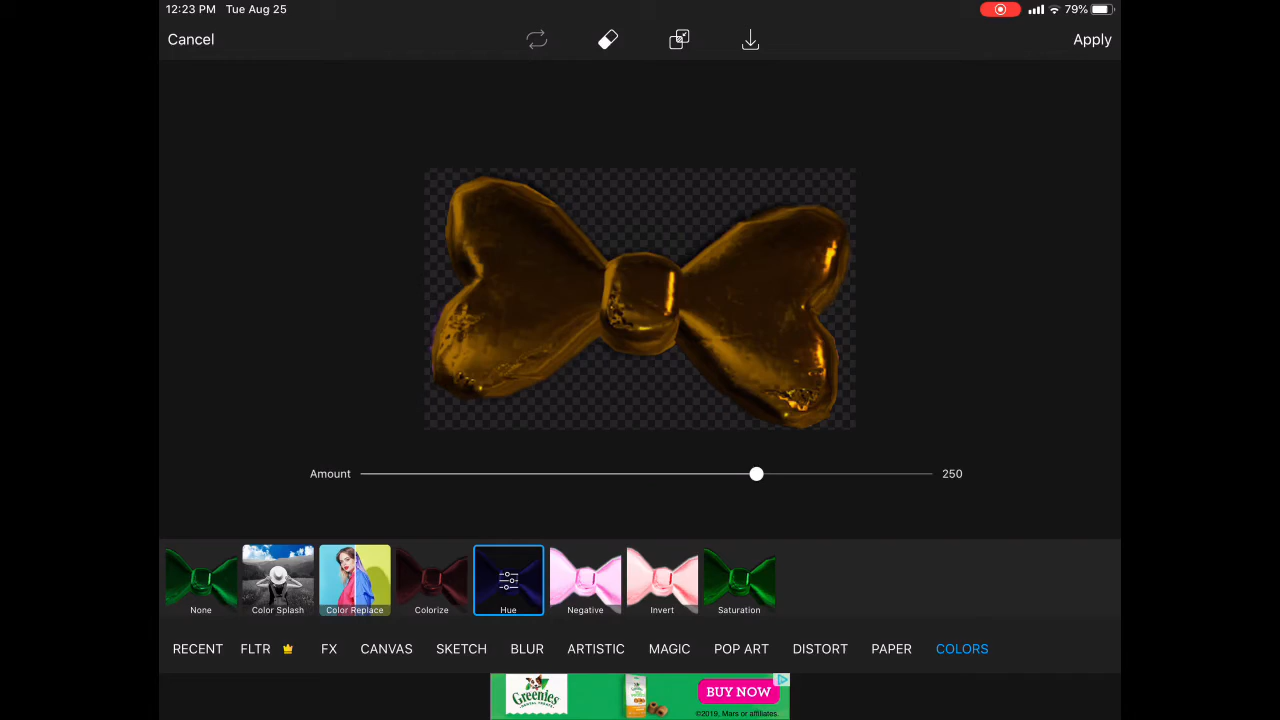 12:23 PM Tue Aug 25
79%
Cancel
Apply
Amount
250
None
Color Splash
Color Replace
Colorize
Hue
Negative
Invert
Saturation
RECENT FLTR FX CANVAS SKETCH BLUR ARTISTIC MAGIC POP ART DISTORT PAPER COLORS
Greenies
BUY NOW
©2019, Mars or affiliates.